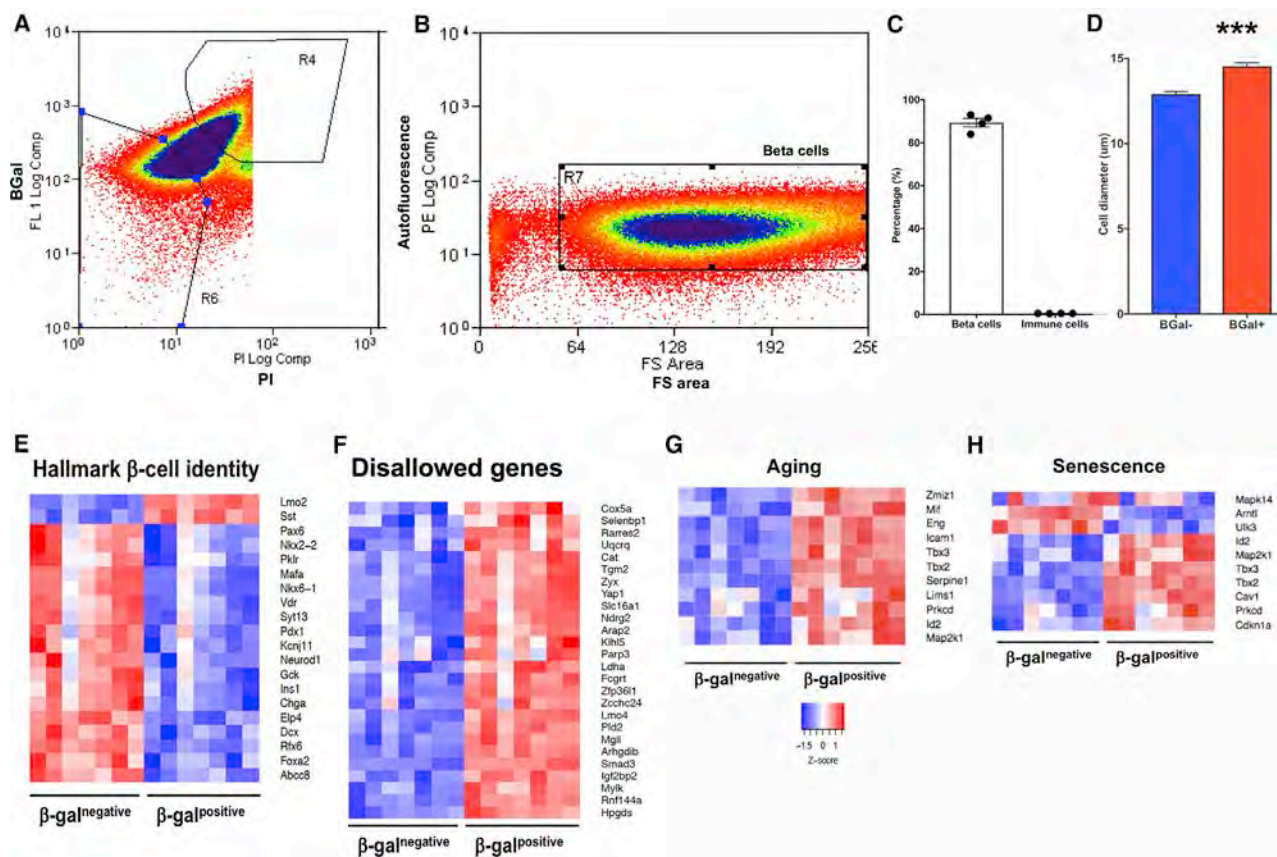 A
BGal
FL 1 Log Comp
10⁴
10³
10²
10¹
10⁰
R4
R6
10⁰ 10¹ 10² 10³
PI Log Comp
PI
B
Autofluorescence
PE Log Comp
10⁴
10³
10²
10¹
10⁰
Beta cells
R7
0 64 128 192 256
FS Area
FS area
C
Percentage (%)
100
80
60
40
20
0
Beta cells Immune cells
D
***
Cell diameter (um)
15
10
5
0
BGal- BGal+
E
Hallmark β-cell identity
Lmo2
Sst
Pax6
Nkx2−2
Pklr
Mafa
Nkx6−1
Vdr
Syt13
Pdx1
Kcnj11
Neurod1
Gck
Ins1
Chga
Elp4
Dcx
Rfx6
Foxa2
Abcc8
β-gal^negative β-gal^positive
F
Disallowed genes
Cox5a
Selenbp1
Rarres2
Uqcrq
Cat
Tgm2
Zyx
Yap1
Slc16a1
Ndrg2
Arap2
Klhl5
Parp3
Ldha
Fcgrt
Zfp36l1
Zcchc24
Lmo4
Pld2
Mgll
Arhgdib
Smad3
Igf2bp2
Mylk
Rnf144a
Hpgds
β-gal^negative β-gal^positive
G
Aging
Zmiz1
Mif
Eng
Icam1
Tbx3
Tbx2
Serpine1
Lims1
Prkcd
Id2
Map2k1
β-gal^negative β-gal^positive
−1.5 0 1
Z−score
H
Senescence
Mapk14
Arntl
Ulk3
Id2
Map2k1
Tbx3
Tbx2
Cav1
Prkcd
Cdkn1a
β-gal^negative β-gal^positive